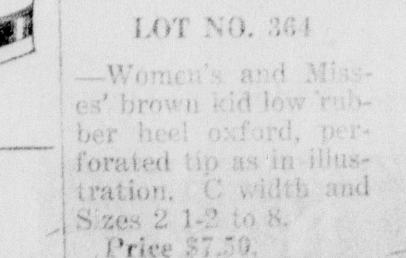 LOT NO. 364
—Women's and Miss-
es' brown kid low rub-
ber heel oxford, per-
forated tip as in illus-
tration. C width and
Sizes 2 1-2 to 8.
Price $7.50.